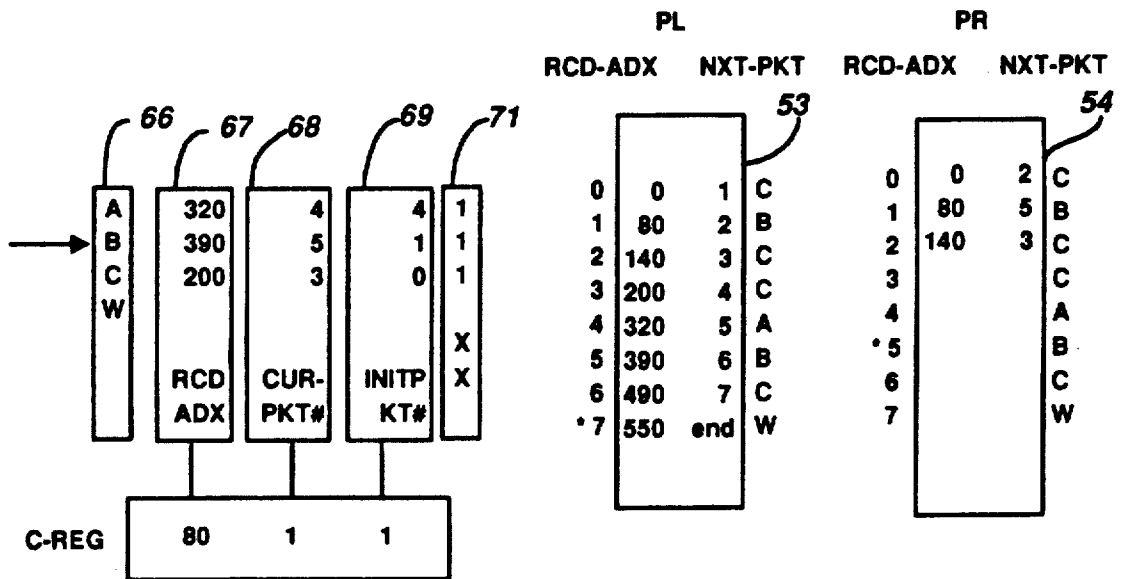 PL PR
RCD-ADX NXT-PKT RCD-ADX NXT-PKT
53 54
66 67 68 69 71
A 320 4 4 1
B 390 5 1 1
C 200 3 0 1
W
X
X
RCD ADX
CUR-PKT#
INITP KT#
C-REG 80 1 1
0 0 1 C
1 80 2 B
2 140 3 C
3 200 4 C
4 320 5 A
5 390 6 B
6 490 7 C
*7 550 end W
0 0 2 C
1 80 5 B
2 140 3 C
3 C
4 A
*5 B
6 C
7 W